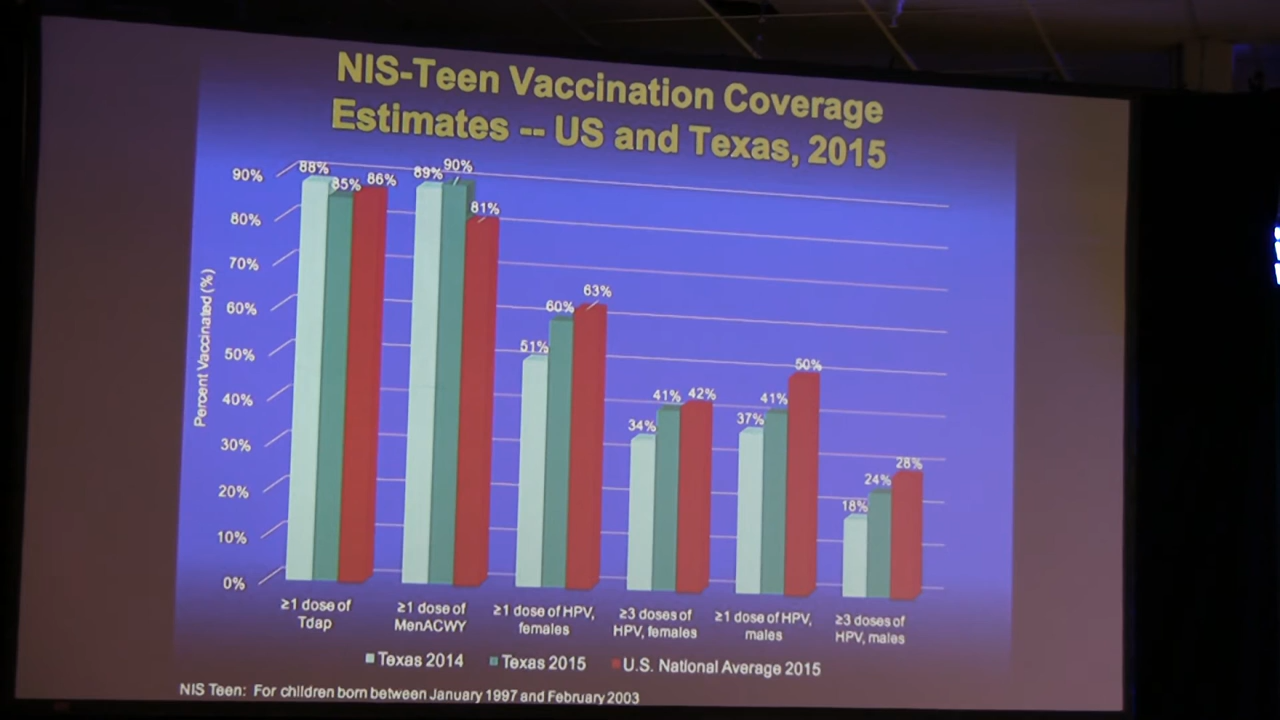 NIS-Teen Vaccination Coverage
Estimates -- US and Texas, 2015
Percent Vaccinated (%)
90%
80%
70%
60%
50%
40%
30%
20%
10%
0%
88%
85%
86%
89%
90%
81%
51%
60%
63%
34%
41%
42%
37%
41%
50%
18%
24%
28%
≥1 dose of
Tdap
≥1 dose of
MenACWY
≥1 dose of HPV,
females
≥3 doses of
HPV, females
≥1 dose of HPV,
males
≥3 doses of
HPV, males
Texas 2014
Texas 2015
U.S. National Average 2015
NIS Teen: For children born between January 1997 and February 2003